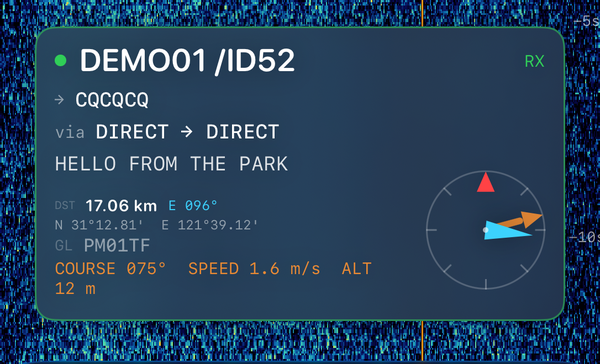 -5s
DEMO01 /ID52
RX
→ CQCQCQ
via DIRECT → DIRECT
HELLO FROM THE PARK
DST 17.06 km E 096°
N 31°12.81' E 121°39.12'
GL PM01TF
-10s
COURSE 075° SPEED 1.6 m/s ALT
12 m